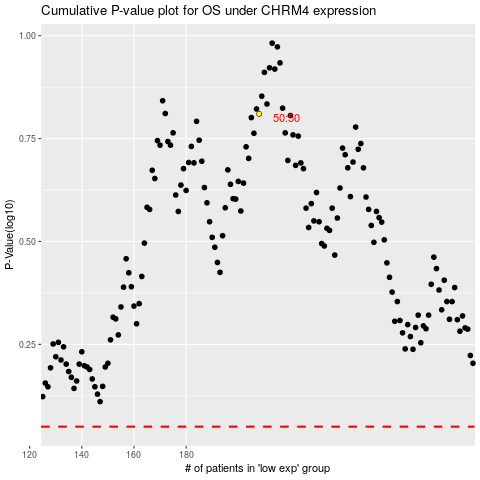 Cumulative P-value plot for OS under CHRM4 expression
1.00
0.75
0.50
0.25
P-Value(log10)
50:50
120 140 160 180
# of patients in 'low exp' group